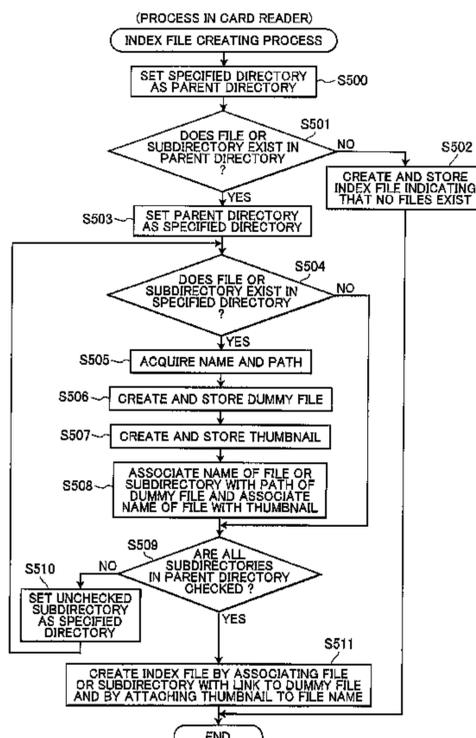 (PROCESS IN CARD READER)
INDEX FILE CREATING PROCESS
SET SPECIFIED DIRECTORY
AS PARENT DIRECTORY
S500
S501
DOES FILE OR
SUBDIRECTORY EXIST IN
PARENT DIRECTORY
?
NO
S502
CREATE AND STORE
INDEX FILE INDICATING
THAT NO FILES EXIST
YES
S503
SET PARENT DIRECTORY
AS SPECIFIED DIRECTORY
S504
DOES FILE OR
SUBDIRECTORY EXIST IN
SPECIFIED DIRECTORY
?
NO
YES
S505
ACQUIRE NAME AND PATH
S506
CREATE AND STORE DUMMY FILE
S507
CREATE AND STORE THUMBNAIL
S508
ASSOCIATE NAME OF FILE OR
SUBDIRECTORY WITH PATH OF
DUMMY FILE AND ASSOCIATE
NAME OF FILE WITH THUMBNAIL
S509
ARE ALL
SUBDIRECTORIES
IN PARENT DIRECTORY
CHECKED ?
NO
S510
SET UNCHECKED
SUBDIRECTORY
AS SPECIFIED
DIRECTORY
YES
S511
CREATE INDEX FILE BY ASSOCIATING FILE
OR SUBDIRECTORY WITH LINK TO DUMMY FILE
AND BY ATTACHING THUMBNAIL TO FILE NAME
END